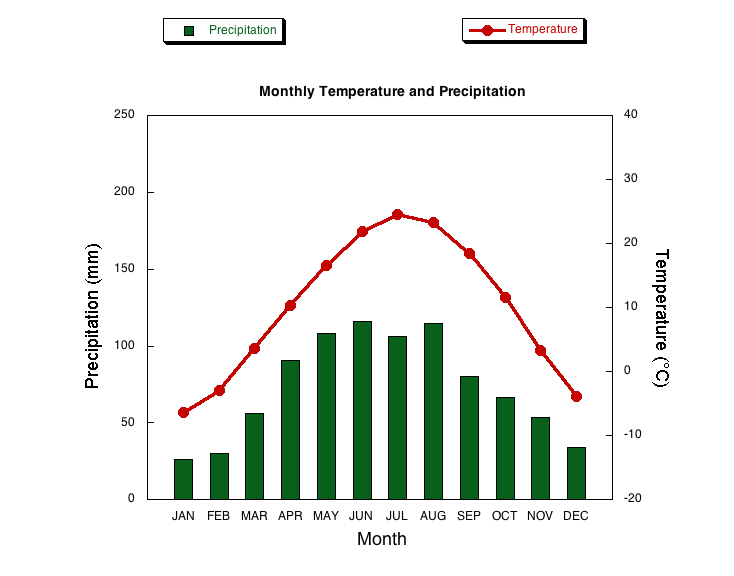 Precipitation
Temperature
Monthly Temperature and Precipitation
250
200
150
100
50
0
Precipitation (mm)
40
30
20
10
0
-10
-20
Temperature (°C)
JAN FEB MAR APR MAY JUN JUL AUG SEP OCT NOV DEC
Month